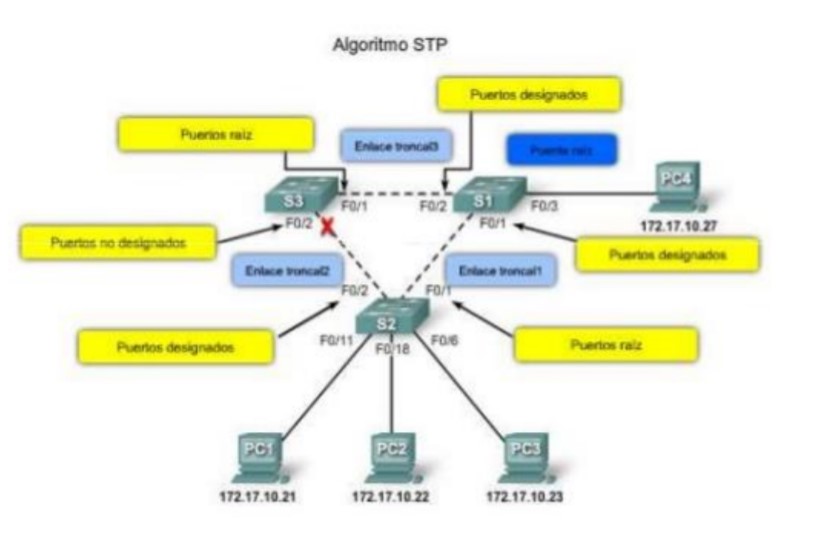 Algoritmo STP
Puertos designados
Puertos raíz
Enlace troncal3
Puente raíz
S3
F0/1
F0/2
S1
F0/3
PC4
172.17.10.27
F0/2
F0/1
Puertos no designados
Puertos designados
Enlace troncal2
Enlace troncal1
F0/2
F0/1
S2
Puertos designados
F0/11
F0/18
F0/6
Puertos raíz
PC1
PC2
PC3
172.17.10.21
172.17.10.22
172.17.10.23